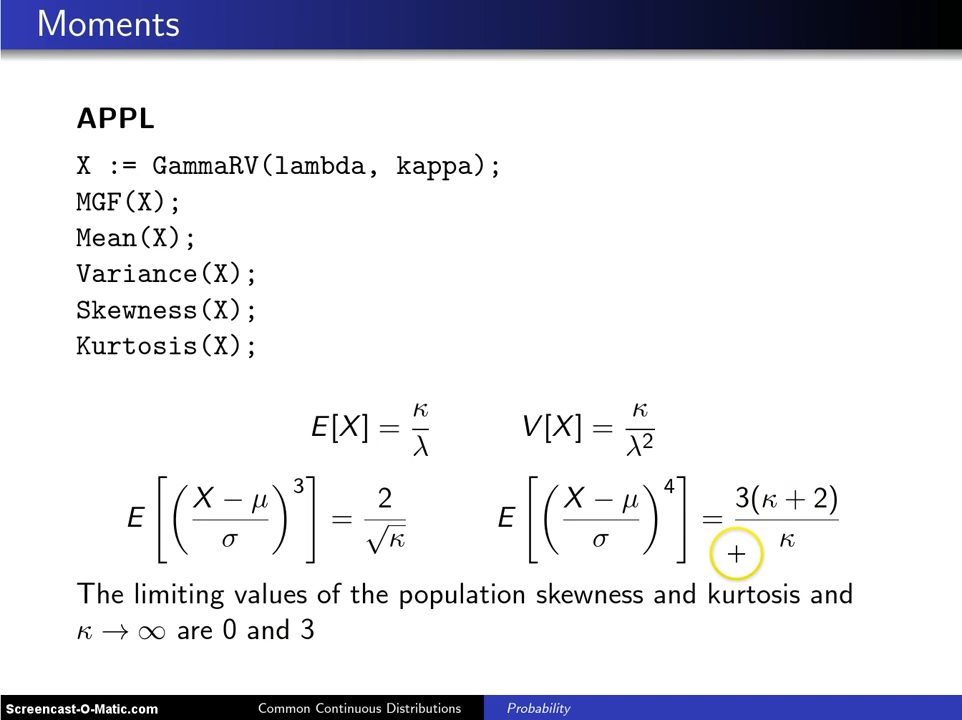 Moments
APPL
X := GammaRV(lambda, kappa);
MGF(X);
Mean(X);
Variance(X);
Skewness(X);
Kurtosis(X);
E[X] = κ/λ V[X] = κ/λ²
E[((X − μ)/σ)³] = 2/√κ E[((X − μ)/σ)⁴] = 3(κ + 2)/κ
The limiting values of the population skewness and kurtosis and
κ → ∞ are 0 and 3
Screencast-O-Matic.com Common Continuous Distributions Probability